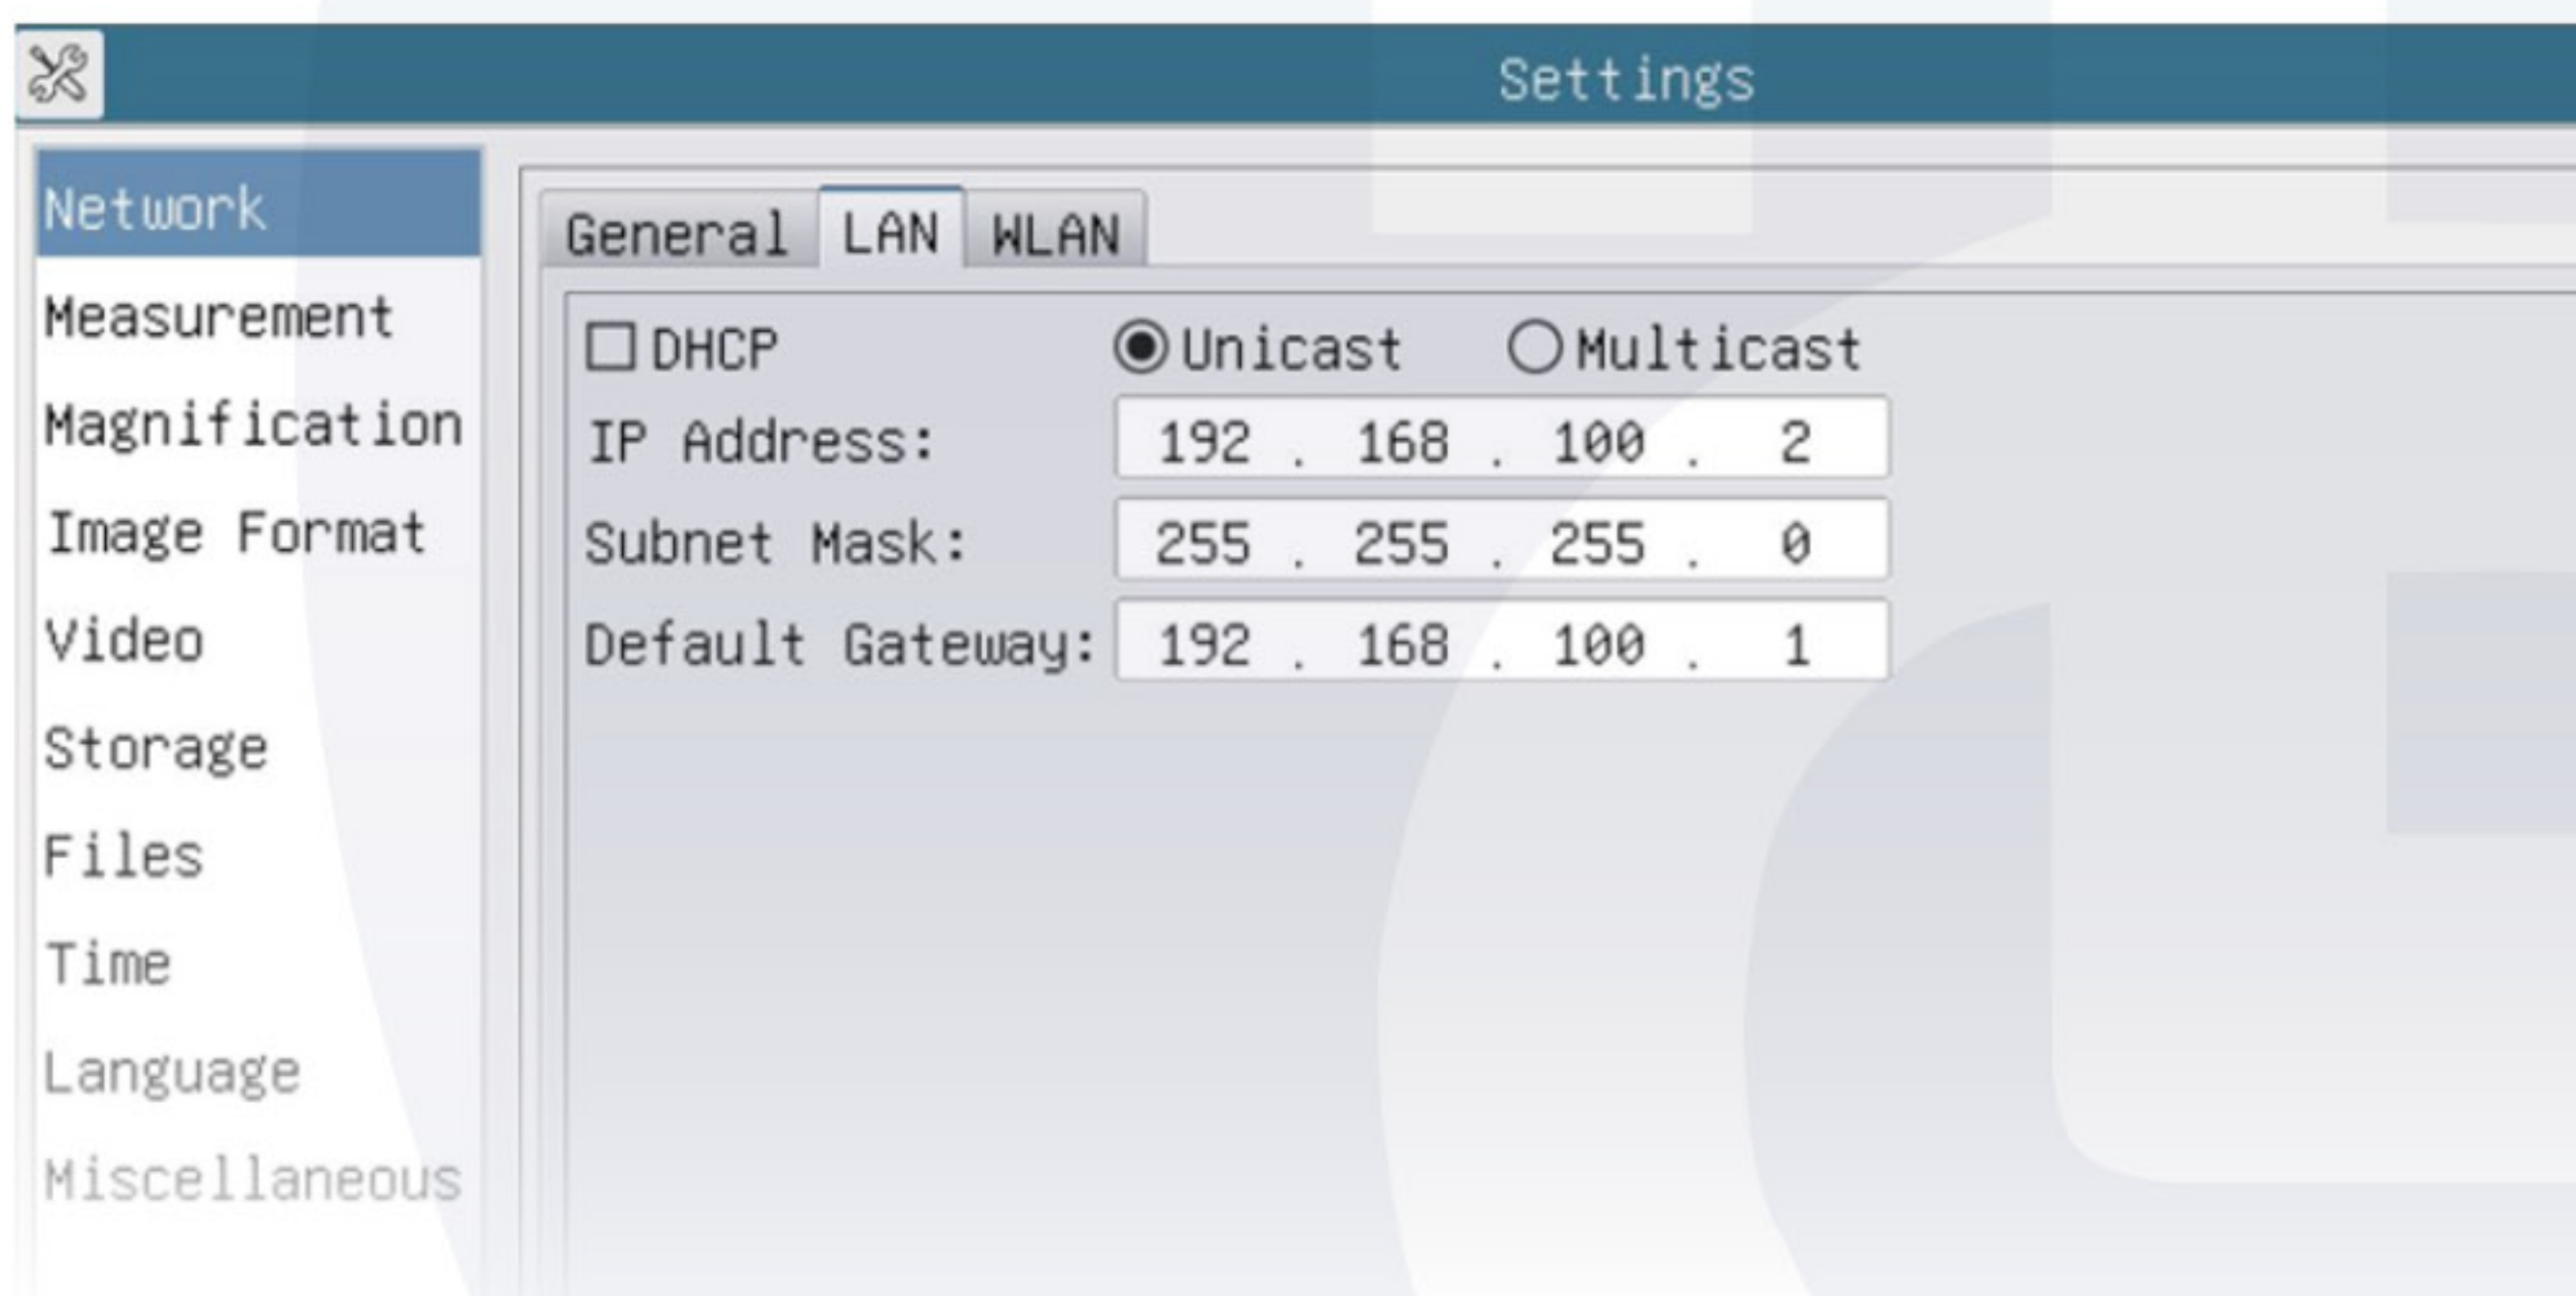 Settings
Network
Measurement
Magnification
Image Format
Video
Storage
Files
Time
Language
Miscellaneous
General LAN WLAN
DHCP Unicast Multicast
IP Address: 192 . 168 . 100 . 2
Subnet Mask: 255 . 255 . 255 . 0
Default Gateway: 192 . 168 . 100 . 1